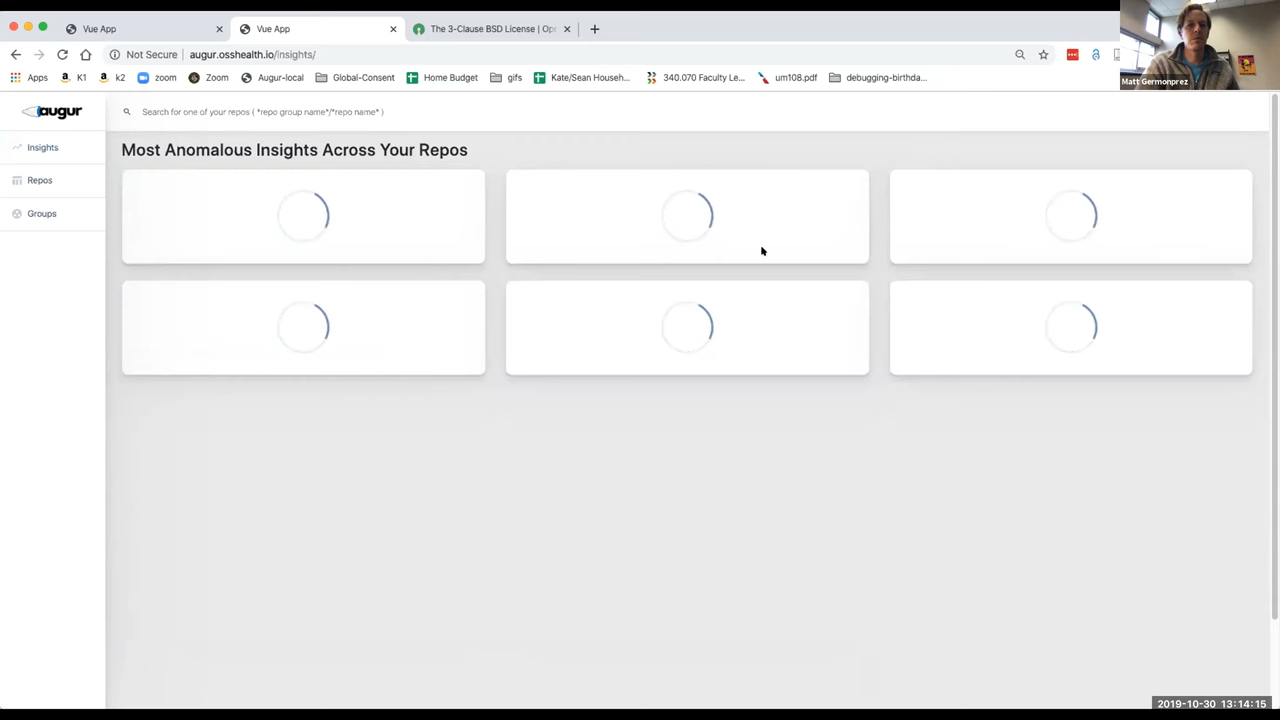 Vue App
Vue App
The 3-Clause BSD License | Op
Not Secure augur.osshealth.io/insights/
Apps K1 k2 zoom Zoom Augur-local Global-Consent Home Budget gifs Kate/Sean Househ... 340.070 Faculty Le... um108.pdf debugging-birthda...
Matt Germonprez
augur
Search for one of your repos ( *repo group name*/*repo name* )
Insights
Repos
Groups
Most Anomalous Insights Across Your Repos
2019-10-30 13:14:15